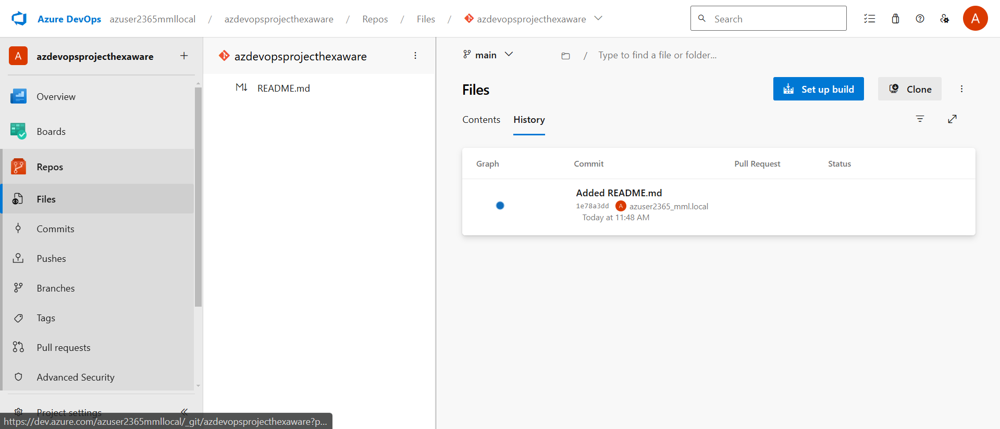 Azure DevOps azuser2365mmllocal / azdevopsprojecthexaware / Repos / Files / azdevopsprojecthexaware
Search
A
A azdevopsprojecthexaware +
Overview
Boards
Repos
Files
Commits
Pushes
Branches
Tags
Pull requests
Advanced Security
Project settings
https://dev.azure.com/azuser2365mmllocal/_git/azdevopsprojecthexaware?p...
azdevopsprojecthexaware
README.md
main / Type to find a file or folder...
Files
Set up build
Clone
Contents History
Graph Commit Pull Request Status
Added README.md
1e78a3dd A azuser2365_mml.local
Today at 11:48 AM